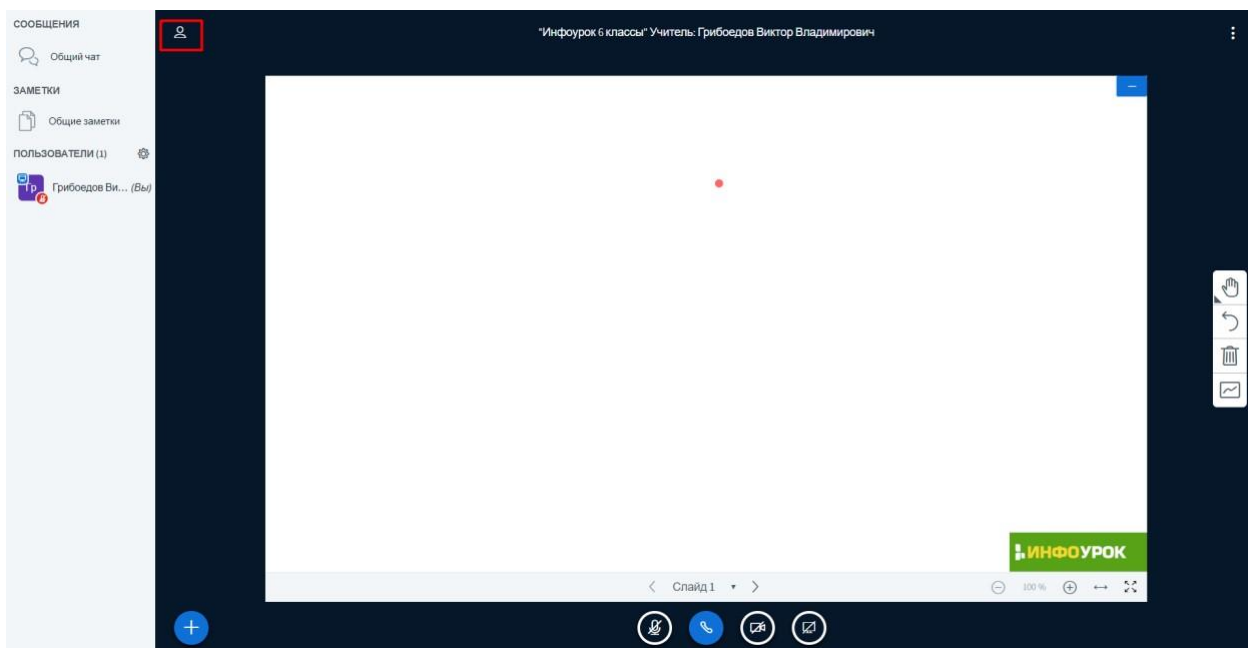 СООБЩЕНИЯ
Общий чат
ЗАМЕТКИ
Общие заметки
ПОЛЬЗОВАТЕЛИ (1)
Гр
Грибоедов Ви... (Вы)
"Инфоурок 6 классы" Учитель: Грибоедов Виктор Владимирович
ИНФОУРОК
Слайд 1
100 %